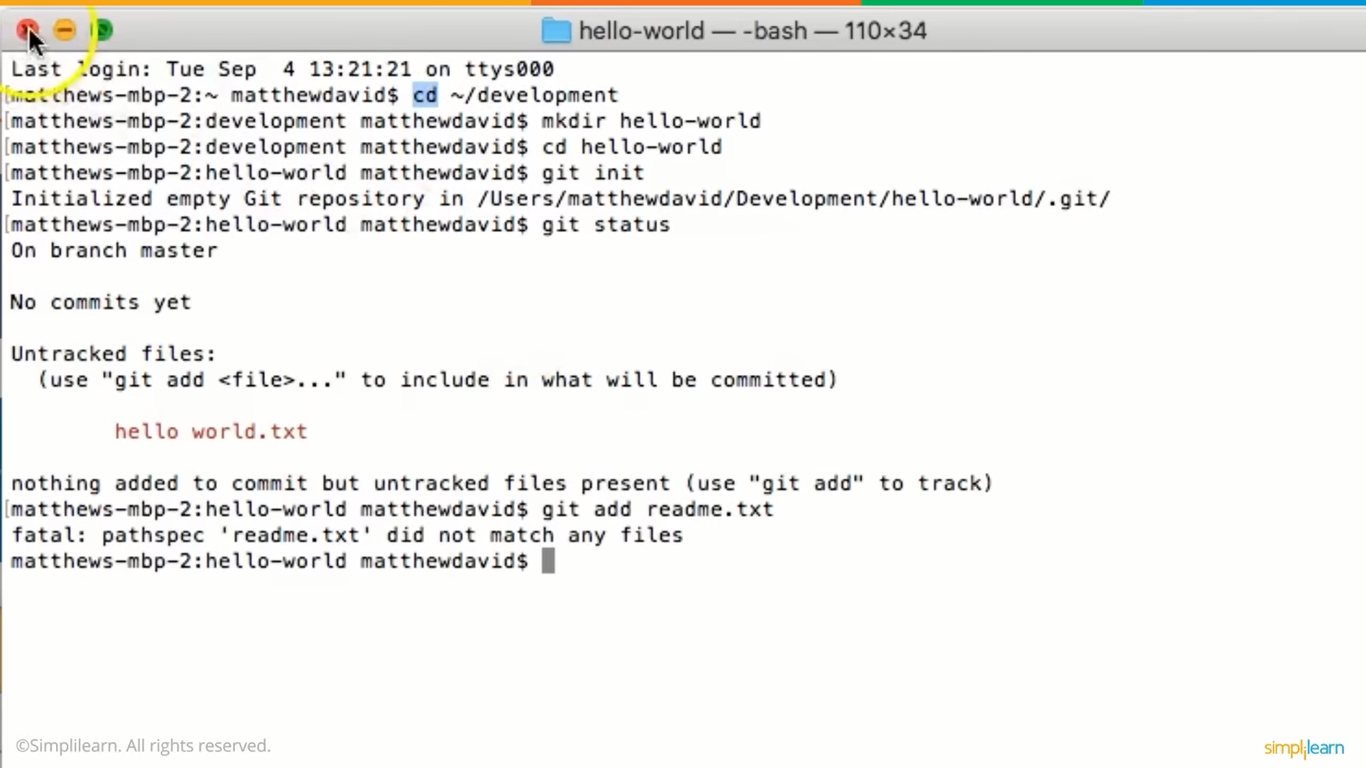 hello-world — -bash — 110×34
Last login: Tue Sep  4 13:21:21 on ttys000
[matthews-mbp-2:~ matthewdavid$ cd ~/development
[matthews-mbp-2:development matthewdavid$ mkdir hello-world
[matthews-mbp-2:development matthewdavid$ cd hello-world
[matthews-mbp-2:hello-world matthewdavid$ git init
Initialized empty Git repository in /Users/matthewdavid/Development/hello-world/.git/
[matthews-mbp-2:hello-world matthewdavid$ git status
On branch master
No commits yet
Untracked files:
  (use "git add <file>..." to include in what will be committed)
        hello world.txt
nothing added to commit but untracked files present (use "git add" to track)
[matthews-mbp-2:hello-world matthewdavid$ git add readme.txt
fatal: pathspec 'readme.txt' did not match any files
matthews-mbp-2:hello-world matthewdavid$
©Simplilearn. All rights reserved.
simplilearn